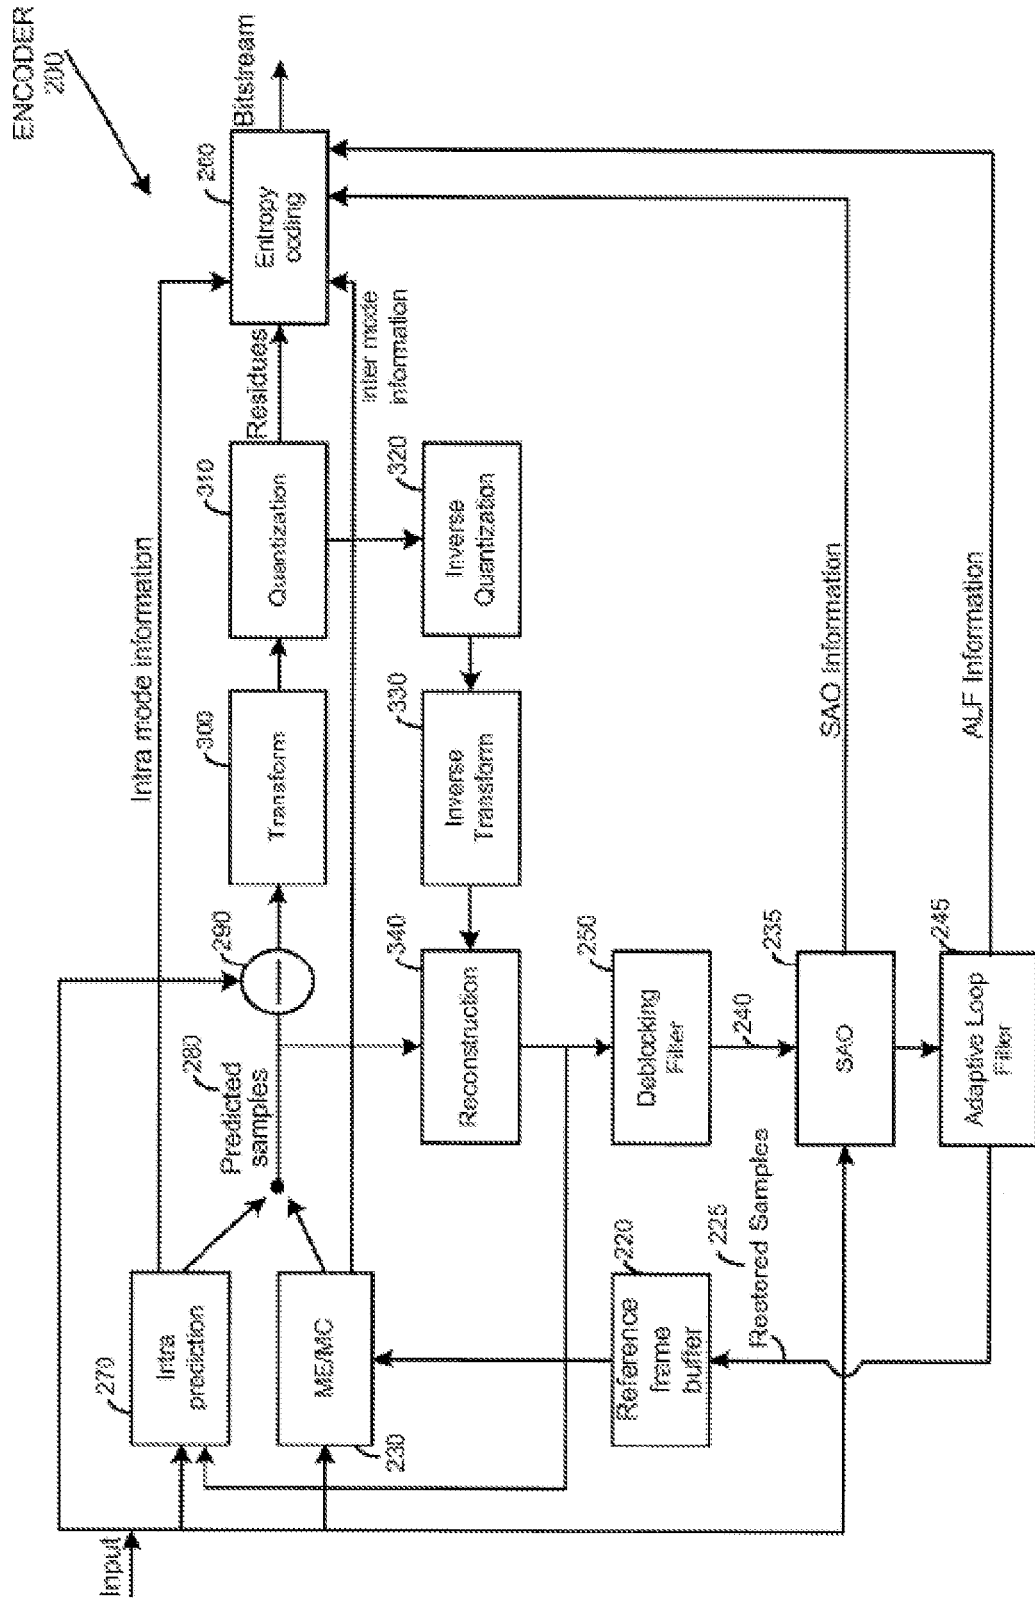 ENCODER
200
Input
270
Intra
prediction
ME/MC
230
Intra mode information
280
Predicted
samples
290
300
Transform
310
Quantization
Residues
260
Entropy
coding
Bitstream
Inter mode
information
320
Inverse
Quantization
330
Inverse
Transform
340
Reconstruction
250
Deblocking
Filter
240
220
Reference
frame
buffer
225
Restored Samples
235
SAO
SAO Information
245
Adaptive Loop
Filter
ALF Information